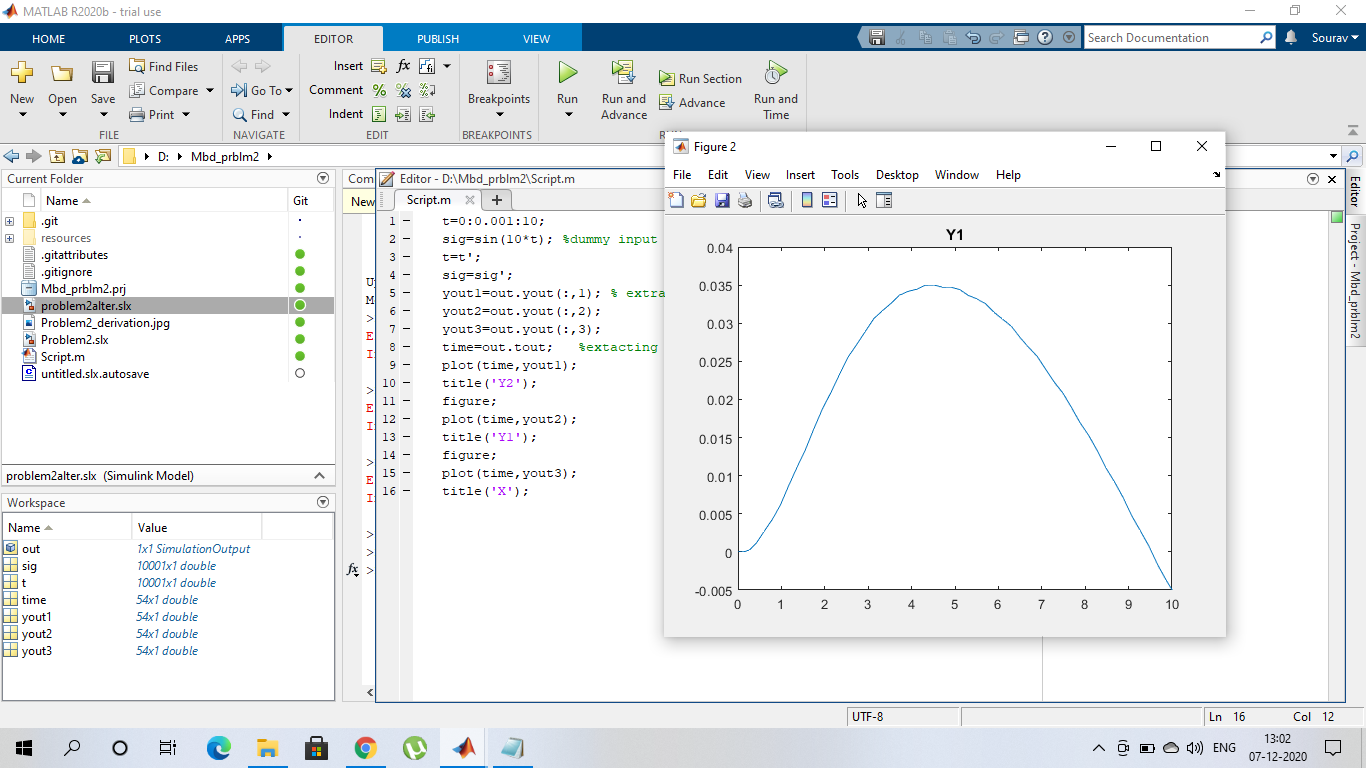 MATLAB R2020b - trial use
HOME PLOTS APPS EDITOR PUBLISH VIEW
Search Documentation
Sourav
New Open Save
Find Files
Compare
Print
FILE
Go To
Find
NAVIGATE
Insert fx
Comment
Indent
EDIT
Breakpoints
BREAKPOINTS
Run
Run and Advance
Run Section
Advance
Run and Time
D: Mbd_prblm2
Current Folder
Name Git
.git
resources
.gitattributes
.gitignore
Mbd_prblm2.prj
problem2alter.slx
Problem2_derivation.jpg
Problem2.slx
Script.m
untitled.slx.autosave
problem2alter.slx (Simulink Model)
Workspace
Name Value
out 1x1 SimulationOutput
sig 10001x1 double
t 10001x1 double
time 54x1 double
yout1 54x1 double
yout2 54x1 double
yout3 54x1 double
Com
New
fx >
Editor - D:\Mbd_prblm2\Script.m
Script.m
1 - t=0:0.001:10;
2 - sig=sin(10*t); %dummy input
3 - t=t';
4 - sig=sig';
5 - yout1=out.yout(:,1); % extra
6 - yout2=out.yout(:,2);
7 - yout3=out.yout(:,3);
8 - time=out.tout; %extacting
9 - plot(time,yout1);
10 - title('Y2');
11 - figure;
12 - plot(time,yout2);
13 - title('Y1');
14 - figure;
15 - plot(time,yout3);
16 - title('X');
Figure 2
File Edit View Insert Tools Desktop Window Help
Y1
0.04
0.035
0.03
0.025
0.02
0.015
0.01
0.005
0
-0.005
0 1 2 3 4 5 6 7 8 9 10
Editor
Project - Mbd_prblm2
UTF-8
Ln 16 Col 12
ENG
13:02
07-12-2020